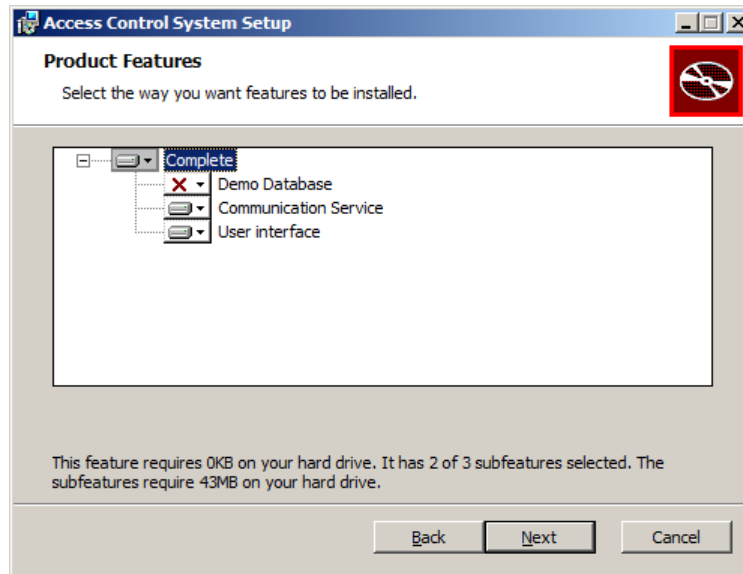 Access Control System Setup
Product Features
Select the way you want features to be installed.
Complete
Demo Database
Communication Service
User interface
This feature requires 0KB on your hard drive. It has 2 of 3 subfeatures selected. The
subfeatures require 43MB on your hard drive.
Back Next Cancel